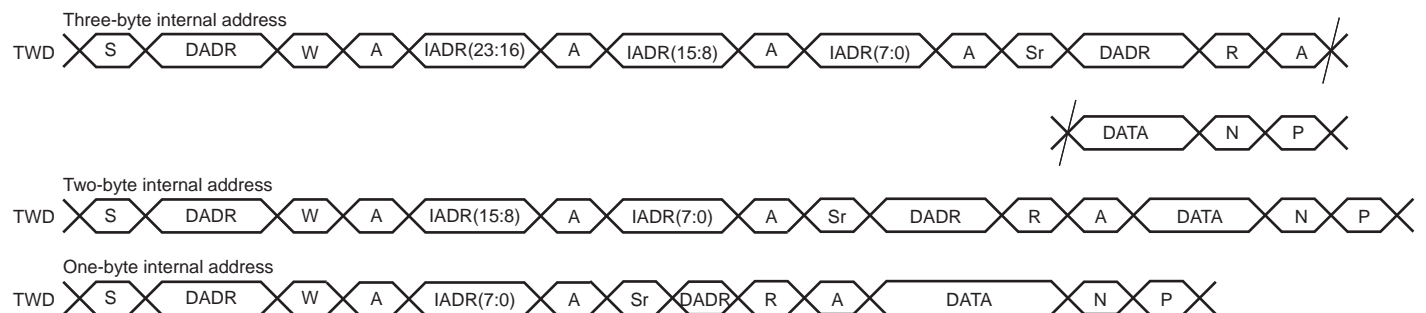 Three-byte internal address
TWD S DADR W A IADR(23:16) A IADR(15:8) A IADR(7:0) A Sr DADR R A
DATA N P
Two-byte internal address
TWD S DADR W A IADR(15:8) A IADR(7:0) A Sr DADR R A DATA N P
One-byte internal address
TWD S DADR W A IADR(7:0) A Sr DADR R A DATA N P